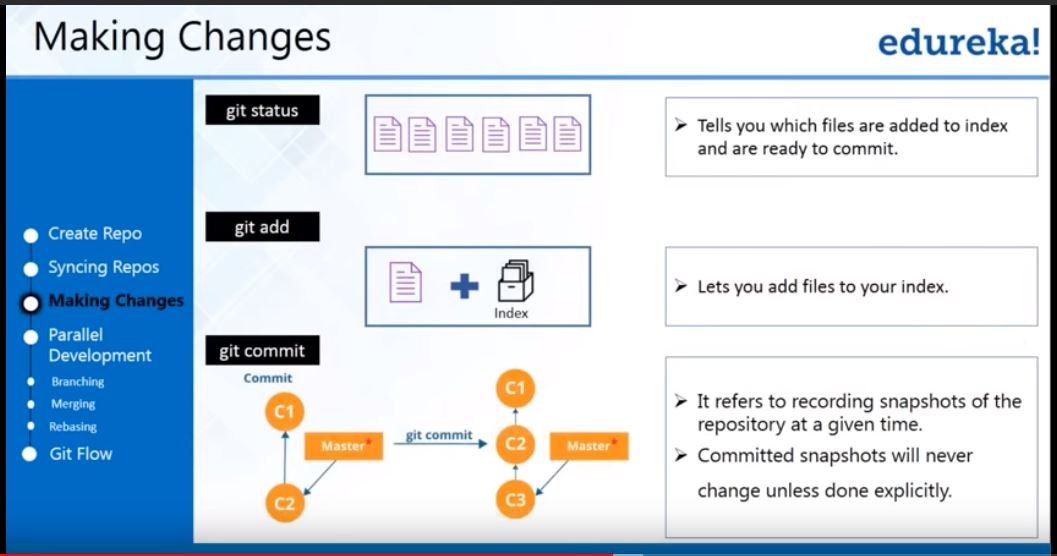 Making Changes
edureka!
Create Repo
Syncing Repos
Making Changes
Parallel
Development
Branching
Merging
Rebasing
Git Flow
git status
➤ Tells you which files are added to index
and are ready to commit.
git add
Index
➤ Lets you add files to your index.
git commit
Commit
C1
Master*
C2
git commit
C1
C2
Master*
C3
➤ It refers to recording snapshots of the
repository at a given time.
➤ Committed snapshots will never
change unless done explicitly.